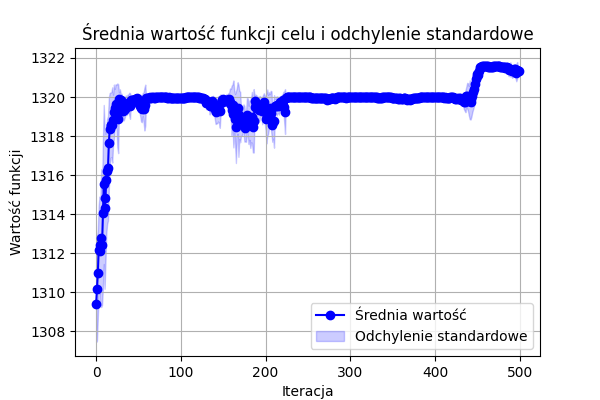 Średnia wartość funkcji celu i odchylenie standardowe
1322
1320
1318
1316
1314
1312
1310
1308
Wartość funkcji
0
100
200
300
400
500
Iteracja
Średnia wartość
Odchylenie standardowe